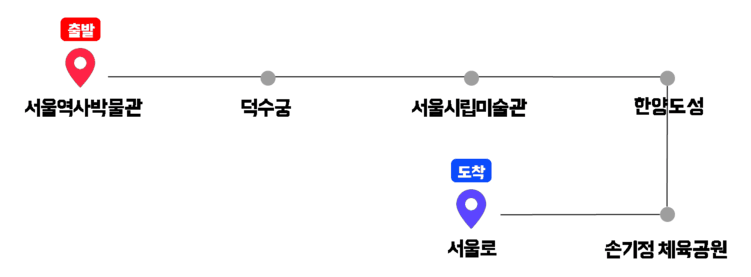 출발
서울역사박물관
덕수궁
서울시립미술관
한양도성
도착
서울로
손기정 체육공원